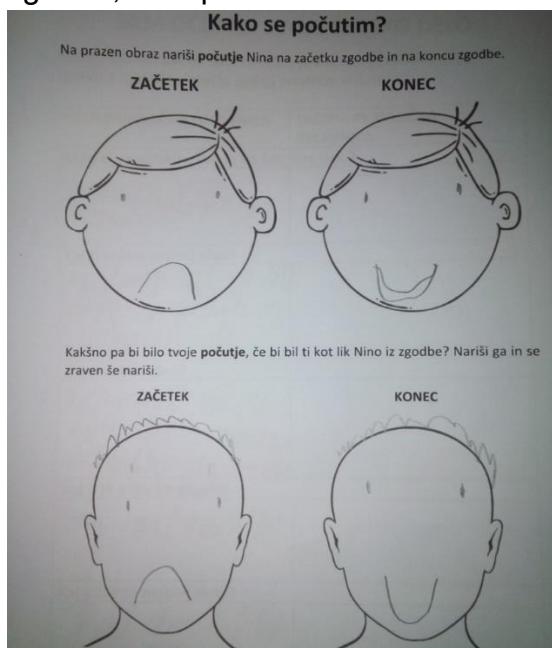 Kako se počutim?
Na prazen obraz nariši počutje Nina na začetku zgodbe in na koncu zgodbe.
ZAČETEK KONEC
Kakšno pa bi bilo tvoje počutje, če bi bil ti kot lik Nino iz zgodbe? Nariši ga in se
zraven še nariši.
ZAČETEK KONEC